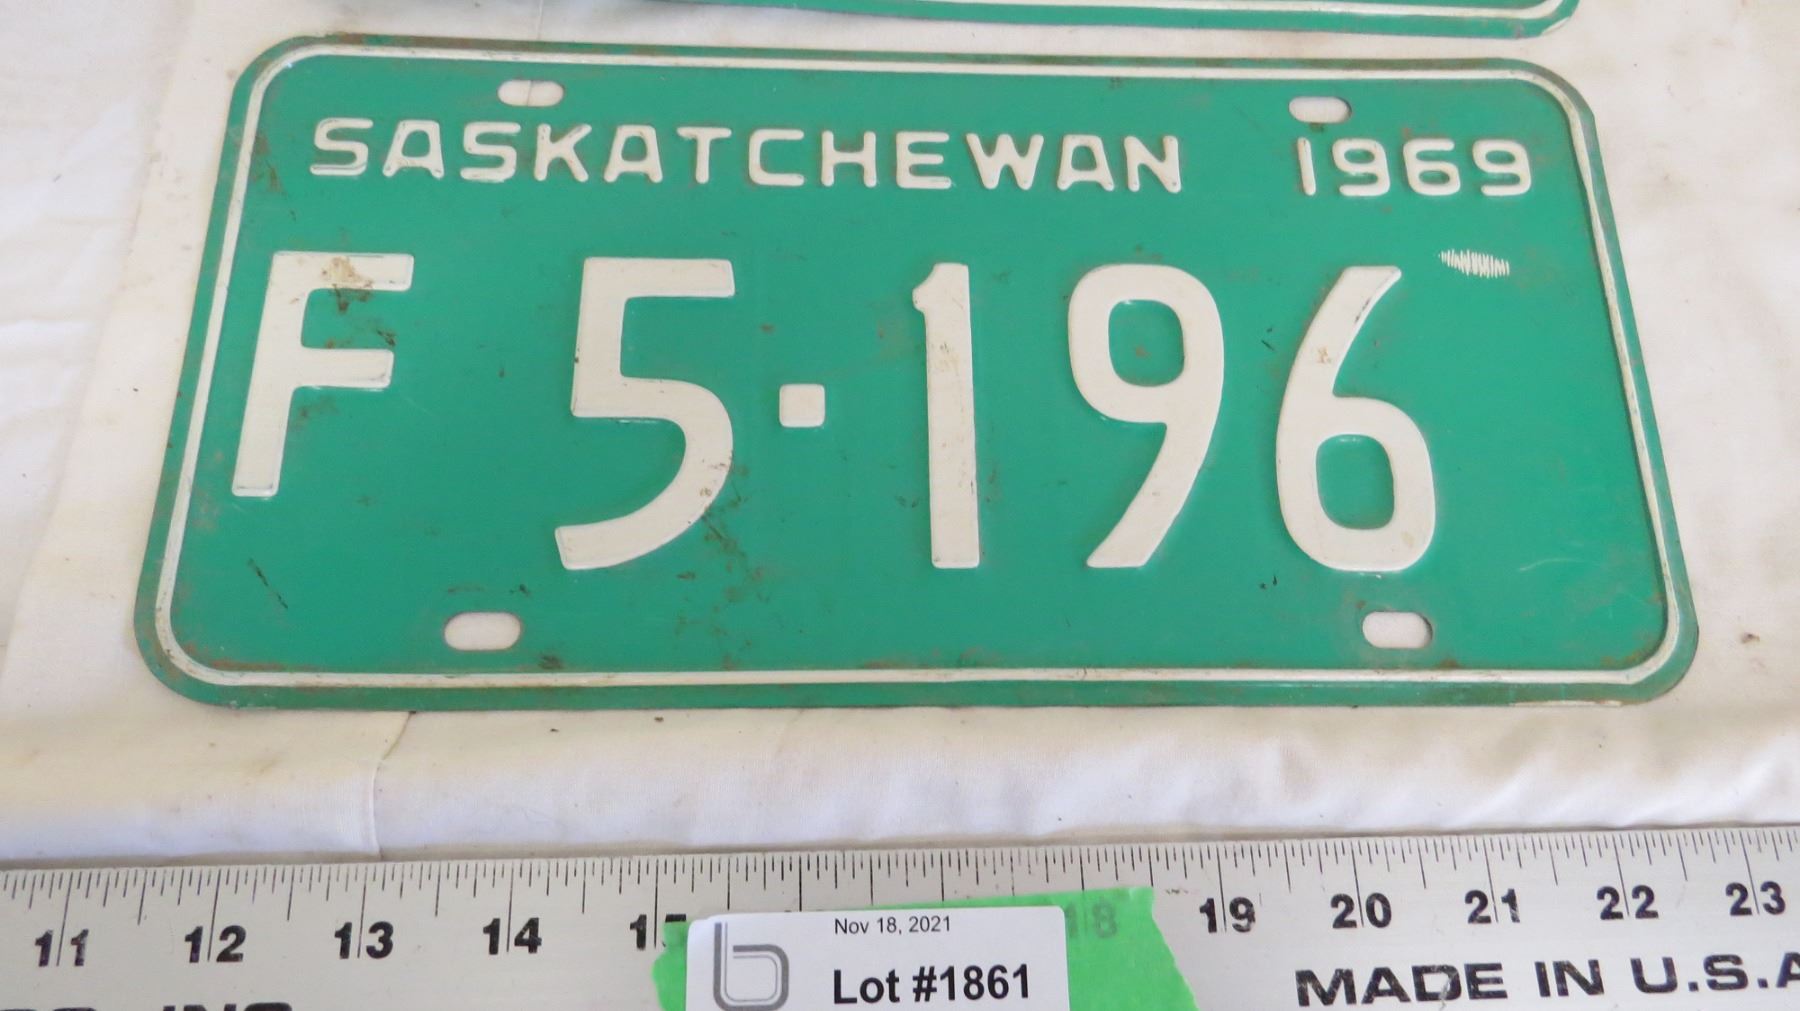 SASKATCHEWAN 1969
F 5·196
11 12 13 14 15 18 19 20 21 22 23
Nov 18, 2021
Lot #1861
MADE IN U.S.A